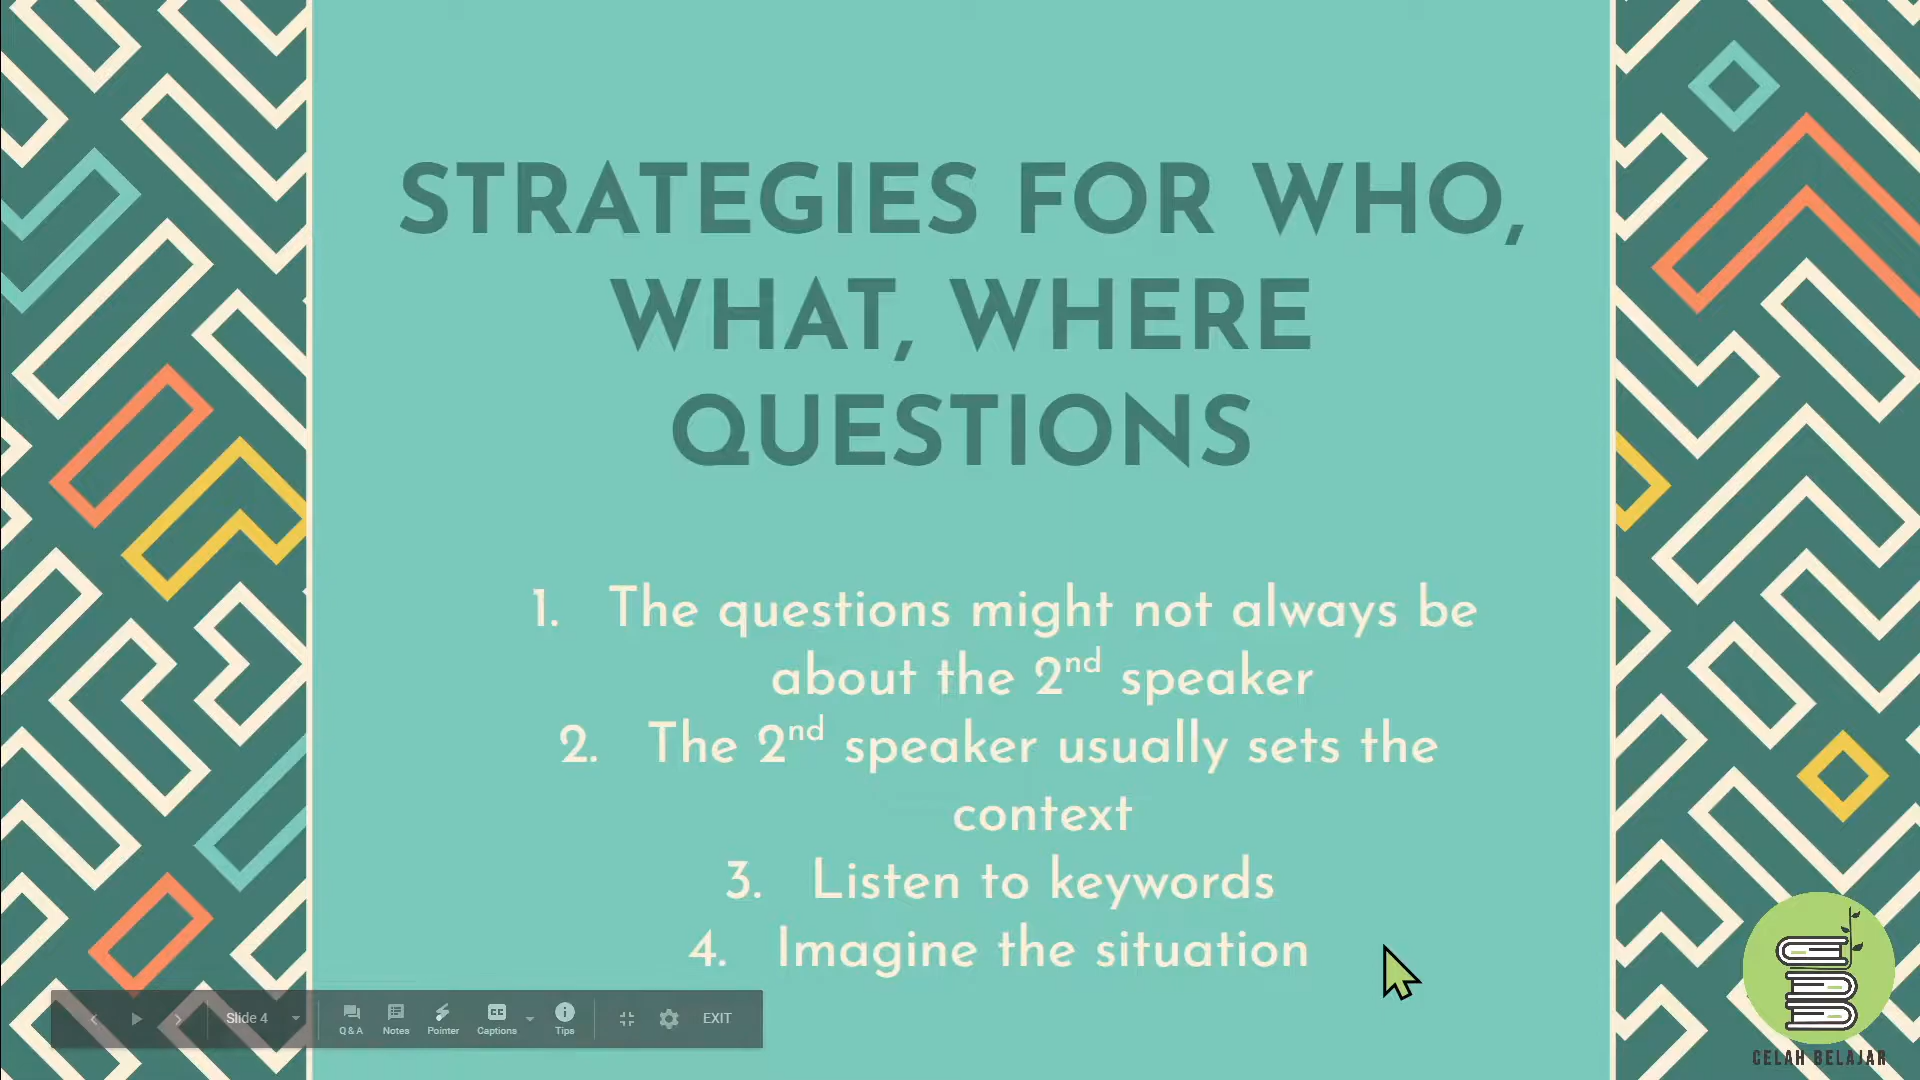 STRATEGIES FOR WHO,
WHAT, WHERE
QUESTIONS
1. The questions might not always be
about the 2nd speaker
2. The 2nd speaker usually sets the
context
3. Listen to keywords
4. Imagine the situation
Slide 4
Q & A
Notes
Pointer
CC
Captions
Tips
EXIT
CELAH BELAJAR